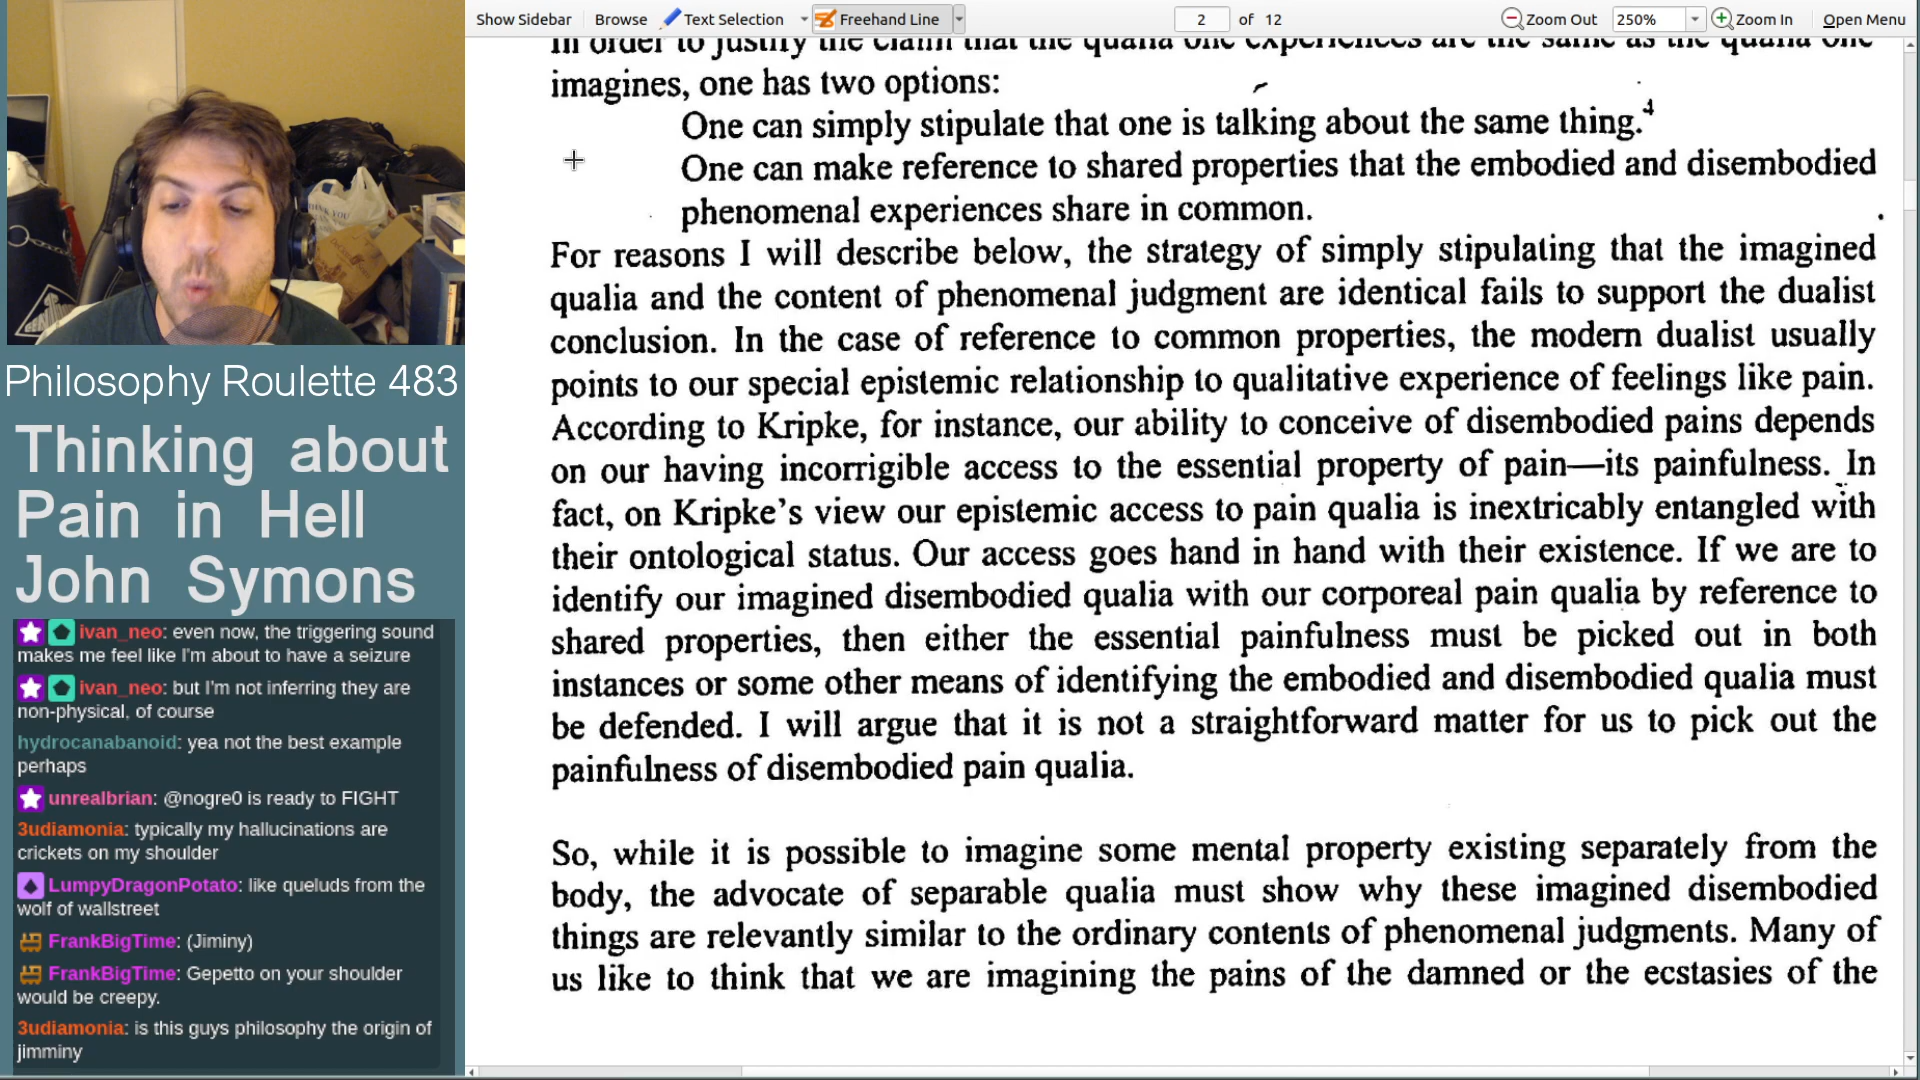 Show Sidebar Browse Text Selection Freehand Line 2 of 12 Zoom Out 250% Zoom In Open Menu
In order to justify the claim that the qualia one experiences are the same as the qualia one
imagines, one has two options:
One can simply stipulate that one is talking about the same thing.4
One can make reference to shared properties that the embodied and disembodied
phenomenal experiences share in common.
For reasons I will describe below, the strategy of simply stipulating that the imagined
qualia and the content of phenomenal judgment are identical fails to support the dualist
conclusion. In the case of reference to common properties, the modern dualist usually
points to our special epistemic relationship to qualitative experience of feelings like pain.
According to Kripke, for instance, our ability to conceive of disembodied pains depends
on our having incorrigible access to the essential property of pain—its painfulness. In
fact, on Kripke's view our epistemic access to pain qualia is inextricably entangled with
their ontological status. Our access goes hand in hand with their existence. If we are to
identify our imagined disembodied qualia with our corporeal pain qualia by reference to
shared properties, then either the essential painfulness must be picked out in both
instances or some other means of identifying the embodied and disembodied qualia must
be defended. I will argue that it is not a straightforward matter for us to pick out the
painfulness of disembodied pain qualia.
So, while it is possible to imagine some mental property existing separately from the
body, the advocate of separable qualia must show why these imagined disembodied
things are relevantly similar to the ordinary contents of phenomenal judgments. Many of
us like to think that we are imagining the pains of the damned or the ecstasies of the
Philosophy Roulette 483
Thinking about
Pain in Hell
John Symons
ivan_neo: even now, the triggering sound
makes me feel like I'm about to have a seizure
ivan_neo: but I'm not inferring they are
non-physical, of course
hydrocanabanoid: yea not the best example
perhaps
unrealbrian: @nogre0 is ready to FIGHT
3udiamonia: typically my hallucinations are
crickets on my shoulder
LumpyDragonPotato: like queluds from the
wolf of wallstreet
FrankBigTime: (Jiminy)
FrankBigTime: Gepetto on your shoulder
would be creepy.
3udiamonia: is this guys philosophy the origin of
jimminy